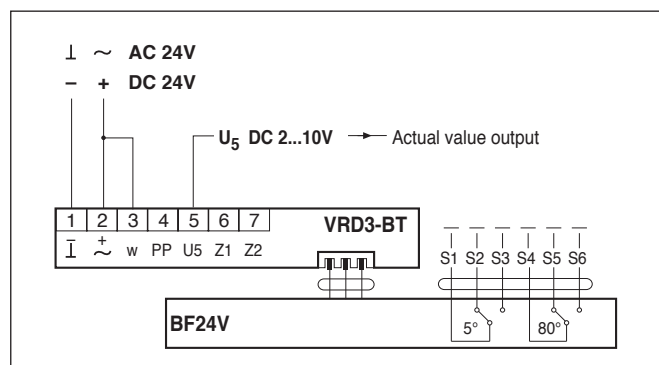 ⊥ ~ AC 24V
− + DC 24V
U5 DC 2...10V Actual value output
1 2 3 4 5 6 7 VRD3-BT
⊥ ~ w PP U5 Z1 Z2
S1 S2 S3 S4 S5 S6
BF24V 5° 80°